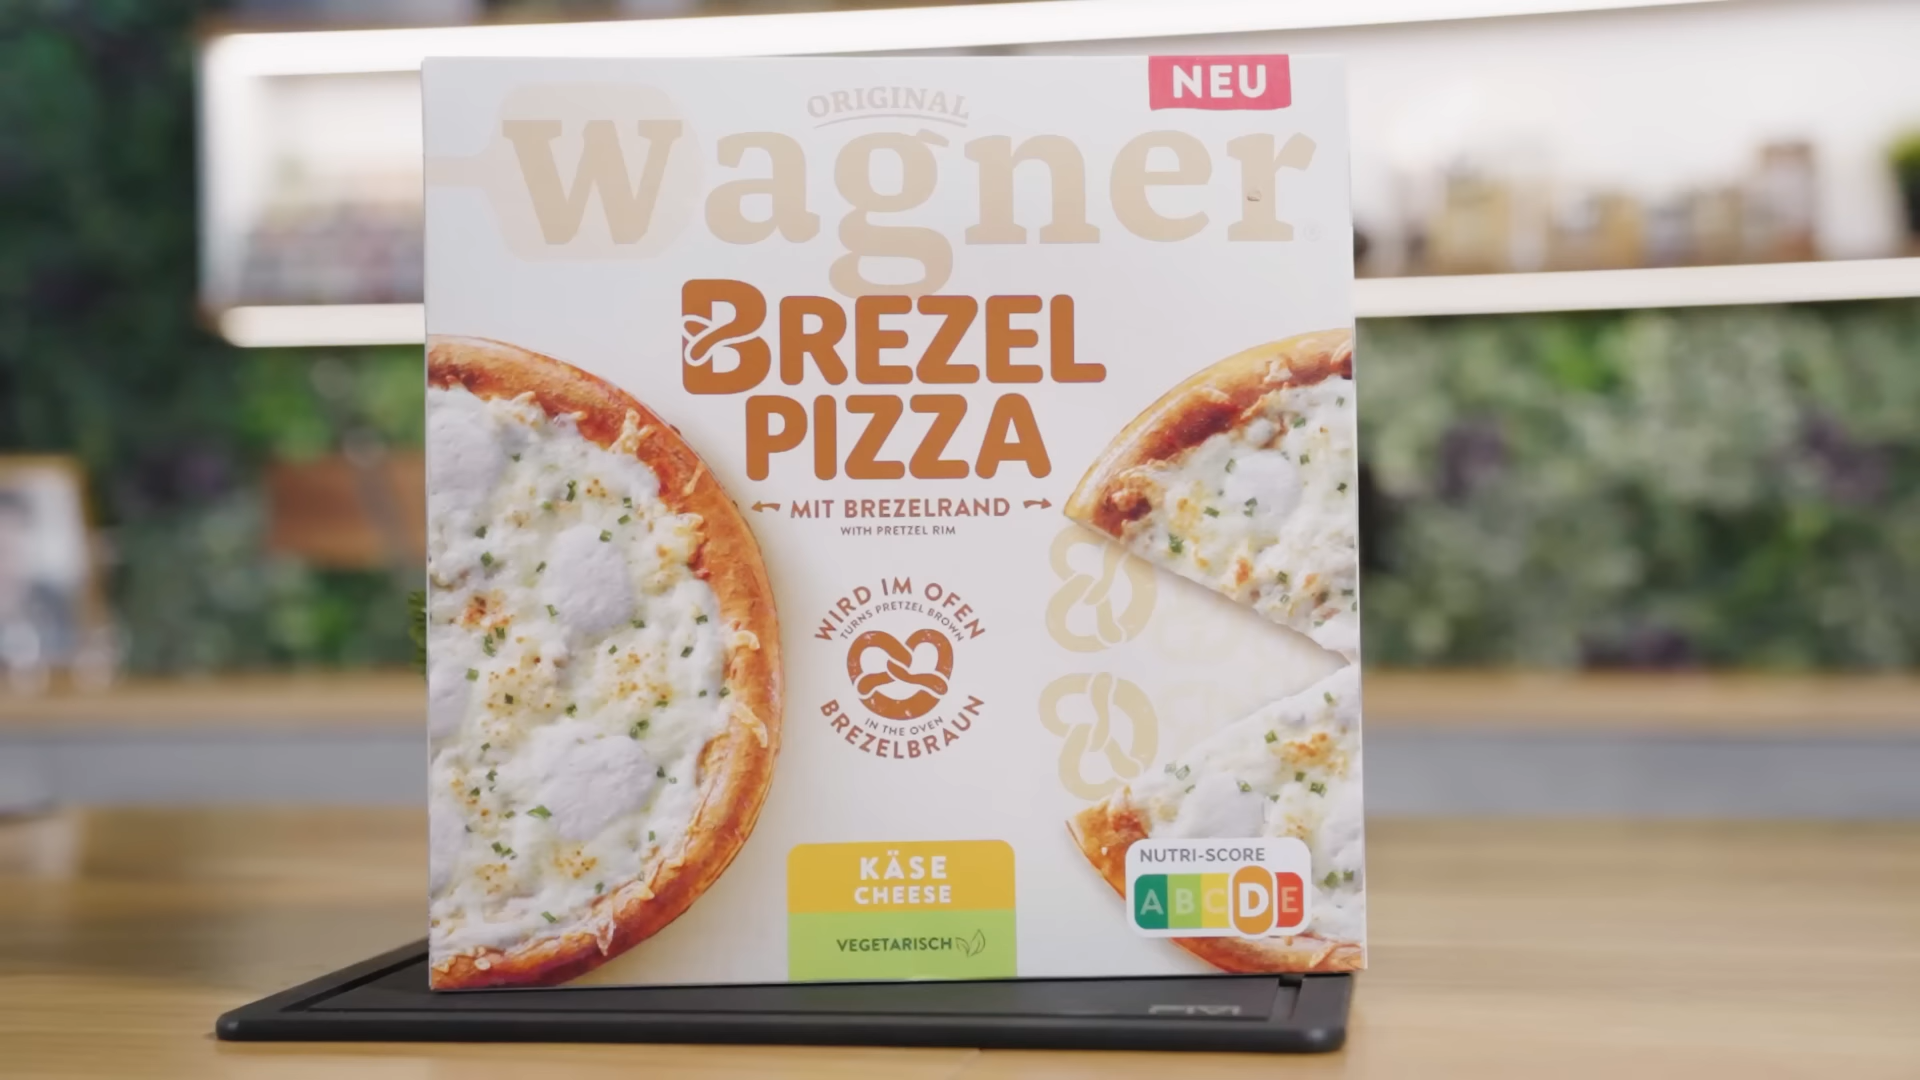 NEU
ORIGINAL
Wagner
BREZEL
PIZZA
MIT BREZELRAND
WITH PRETZEL RIM
WIRD IM OFEN
TURNS PRETZEL BROWN
IN THE OVEN
BREZELBRAUN
KÄSE
CHEESE
VEGETARISCH
NUTRI-SCORE
A B C D E